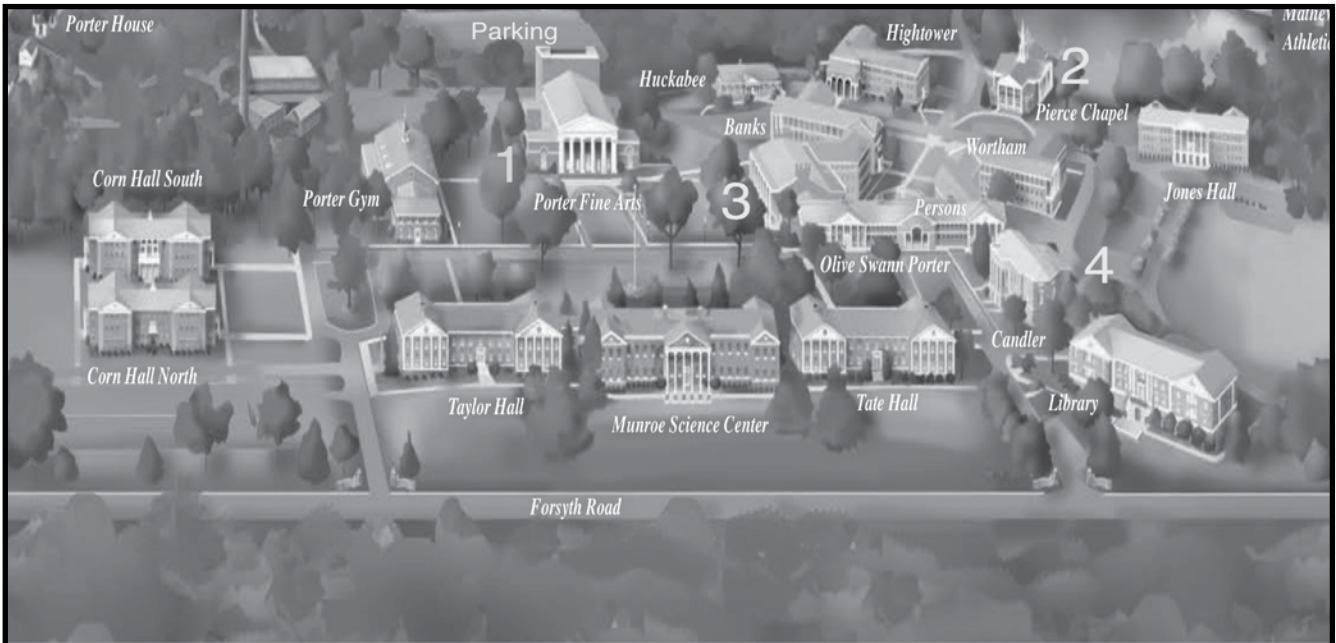 Porter House
Parking
Hightower
Athleti
Huckabee
2
Pierce Chapel
Banks
Wortham
1
Corn Hall South
Porter Gym
Porter Fine Arts
3
Persons
Jones Hall
Olive Swann Porter
4
Candler
Corn Hall North
Taylor Hall
Munroe Science Center
Tate Hall
Library
Forsyth Road